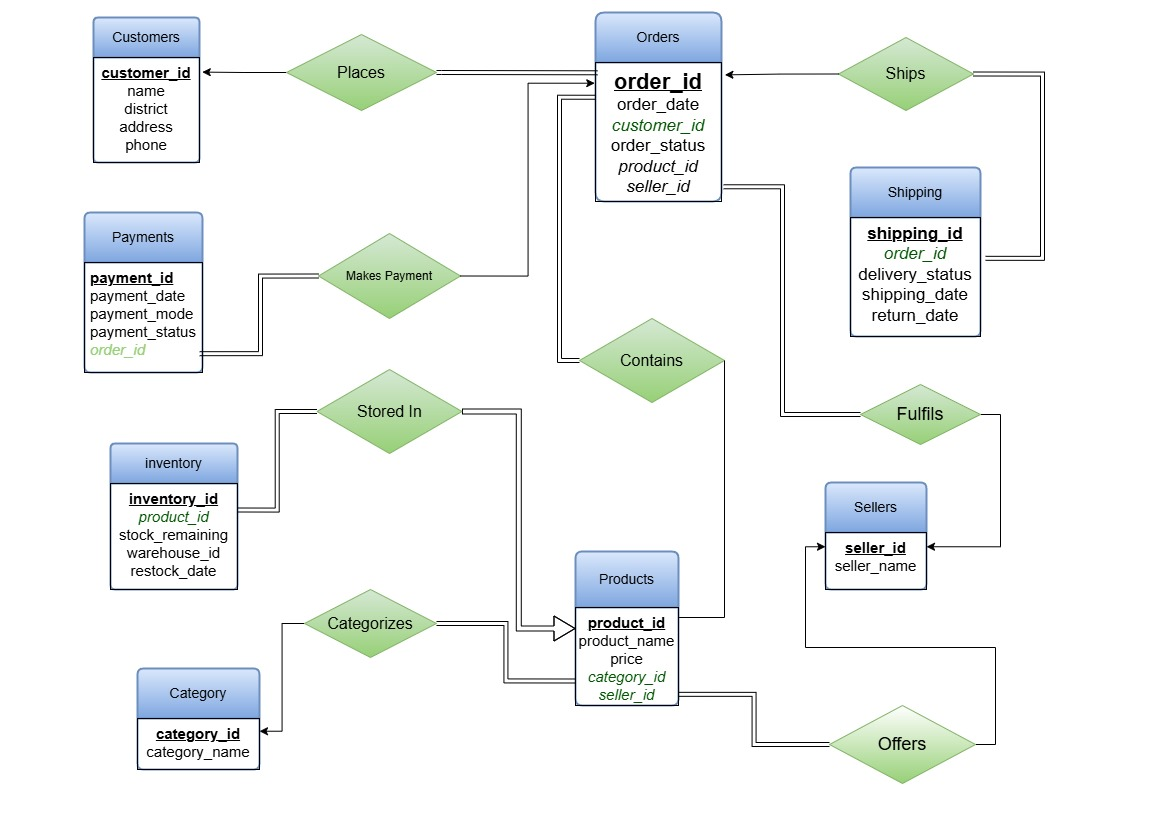 Customers
customer_id
name
district
address
phone
Places
Orders
order_id
order_date
customer_id
order_status
product_id
seller_id
Ships
Shipping
shipping_id
order_id
delivery_status
shipping_date
return_date
Payments
payment_id
payment_date
payment_mode
payment_status
order_id
Makes Payment
Contains
Stored In
Fulfils
inventory
inventory_id
product_id
stock_remaining
warehouse_id
restock_date
Sellers
seller_id
seller_name
Products
product_id
product_name
price
category_id
seller_id
Categorizes
Category
category_id
category_name
Offers